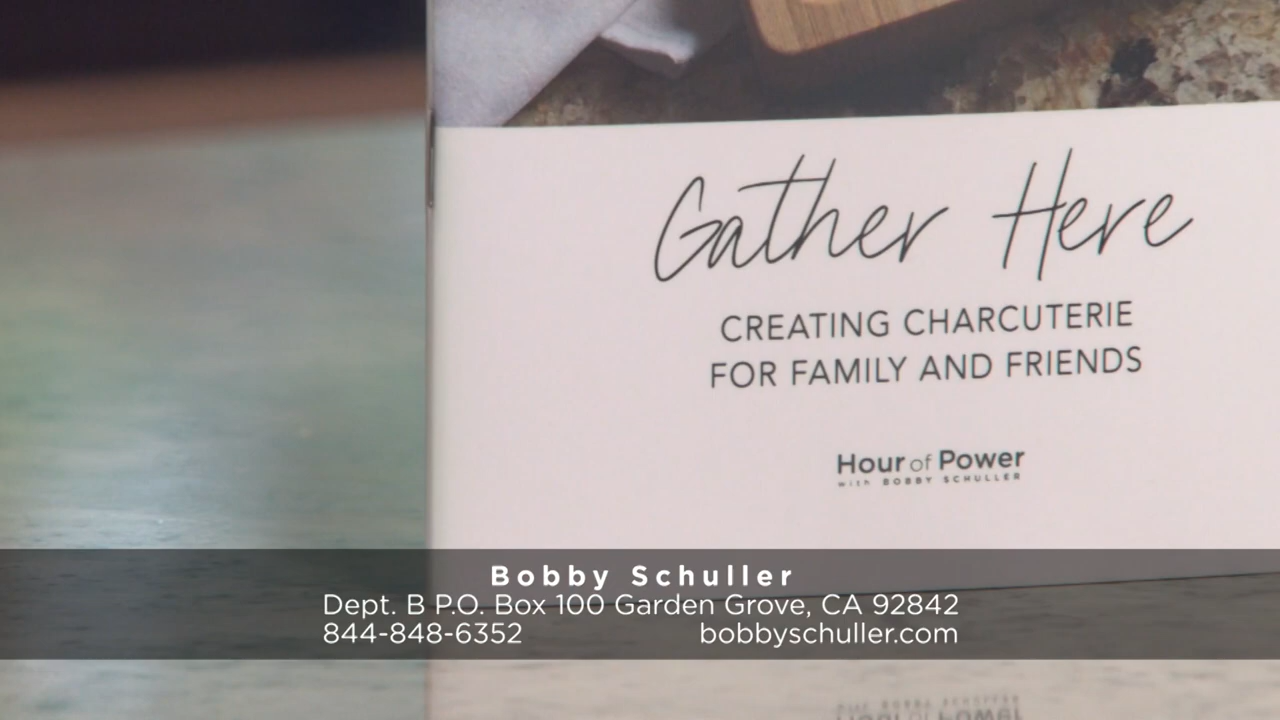 Gather Here
CREATING CHARCUTERIE
FOR FAMILY AND FRIENDS
Hour of Power
with BOBBY SCHULLER
Bobby Schuller
Dept. B P.O. Box 100 Garden Grove, CA 92842
844-848-6352 bobbyschuller.com